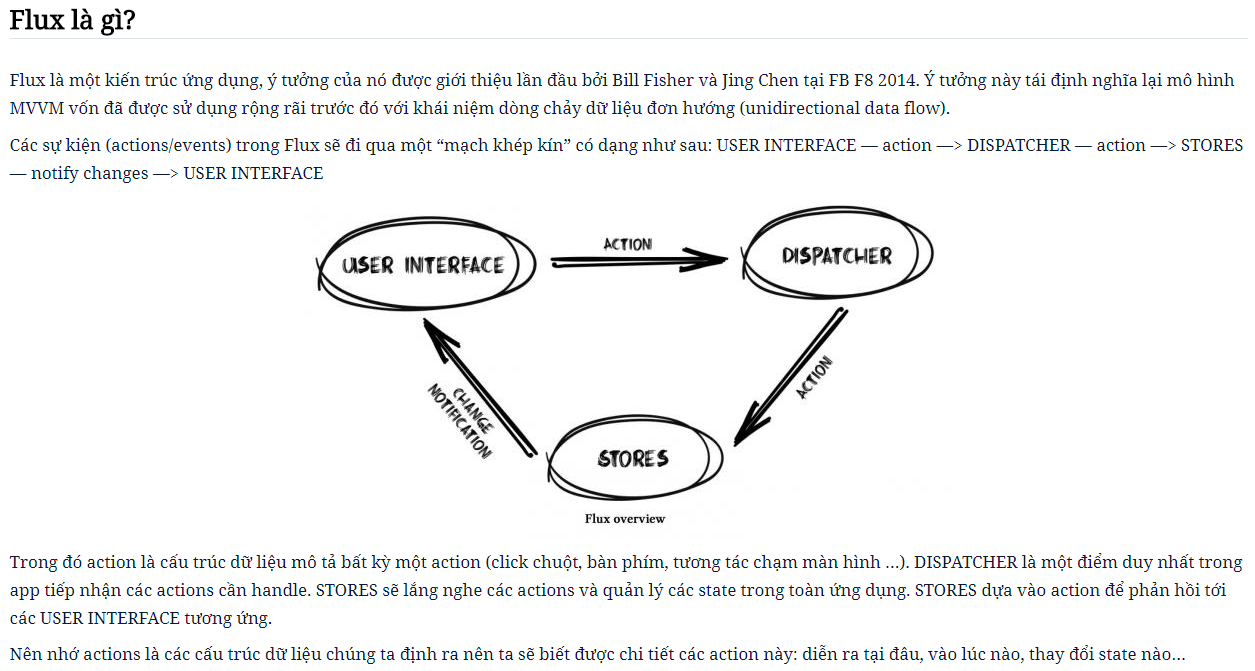 Flux là gì?
Flux là một kiến trúc ứng dụng, ý tưởng của nó được giới thiệu lần đầu bởi Bill Fisher và Jing Chen tại FB F8 2014. Ý tưởng này tái định nghĩa lại mô hình
MVVM vốn đã được sử dụng rộng rãi trước đó với khái niệm dòng chảy dữ liệu đơn hướng (unidirectional data flow).
Các sự kiện (actions/events) trong Flux sẽ đi qua một “mạch khép kín” có dạng như sau: USER INTERFACE — action —> DISPATCHER — action —> STORES
— notify changes —> USER INTERFACE
USER INTERFACE
ACTION
DISPATCHER
ACTION
CHANGE
NOTIFICATION
STORES
Flux overview
Trong đó action là cấu trúc dữ liệu mô tả bất kỳ một action (click chuột, bàn phím, tương tác chạm màn hình …). DISPATCHER là một điểm duy nhất trong
app tiếp nhận các actions cần handle. STORES sẽ lắng nghe các actions và quản lý các state trong toàn ứng dụng. STORES dựa vào action để phản hồi tới
các USER INTERFACE tương ứng.
Nên nhớ actions là các cấu trúc dữ liệu chúng ta định ra nên ta sẽ biết được chi tiết các action này: diễn ra tại đâu, vào lúc nào, thay đổi state nào…